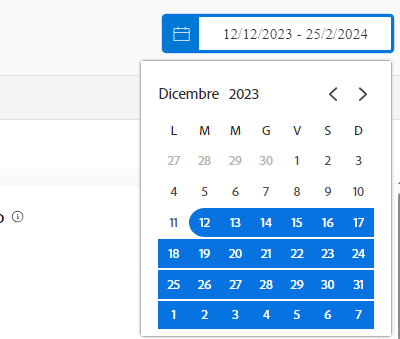 12/12/2023 - 25/2/2024
Dicembre 2023
L M M G V S D
27 28 29 30 1 2 3
4 5 6 7 8 9 10
11 12 13 14 15 16 17
o
18 19 20 21 22 23 24
25 26 27 28 29 30 31
1 2 3 4 5 6 7